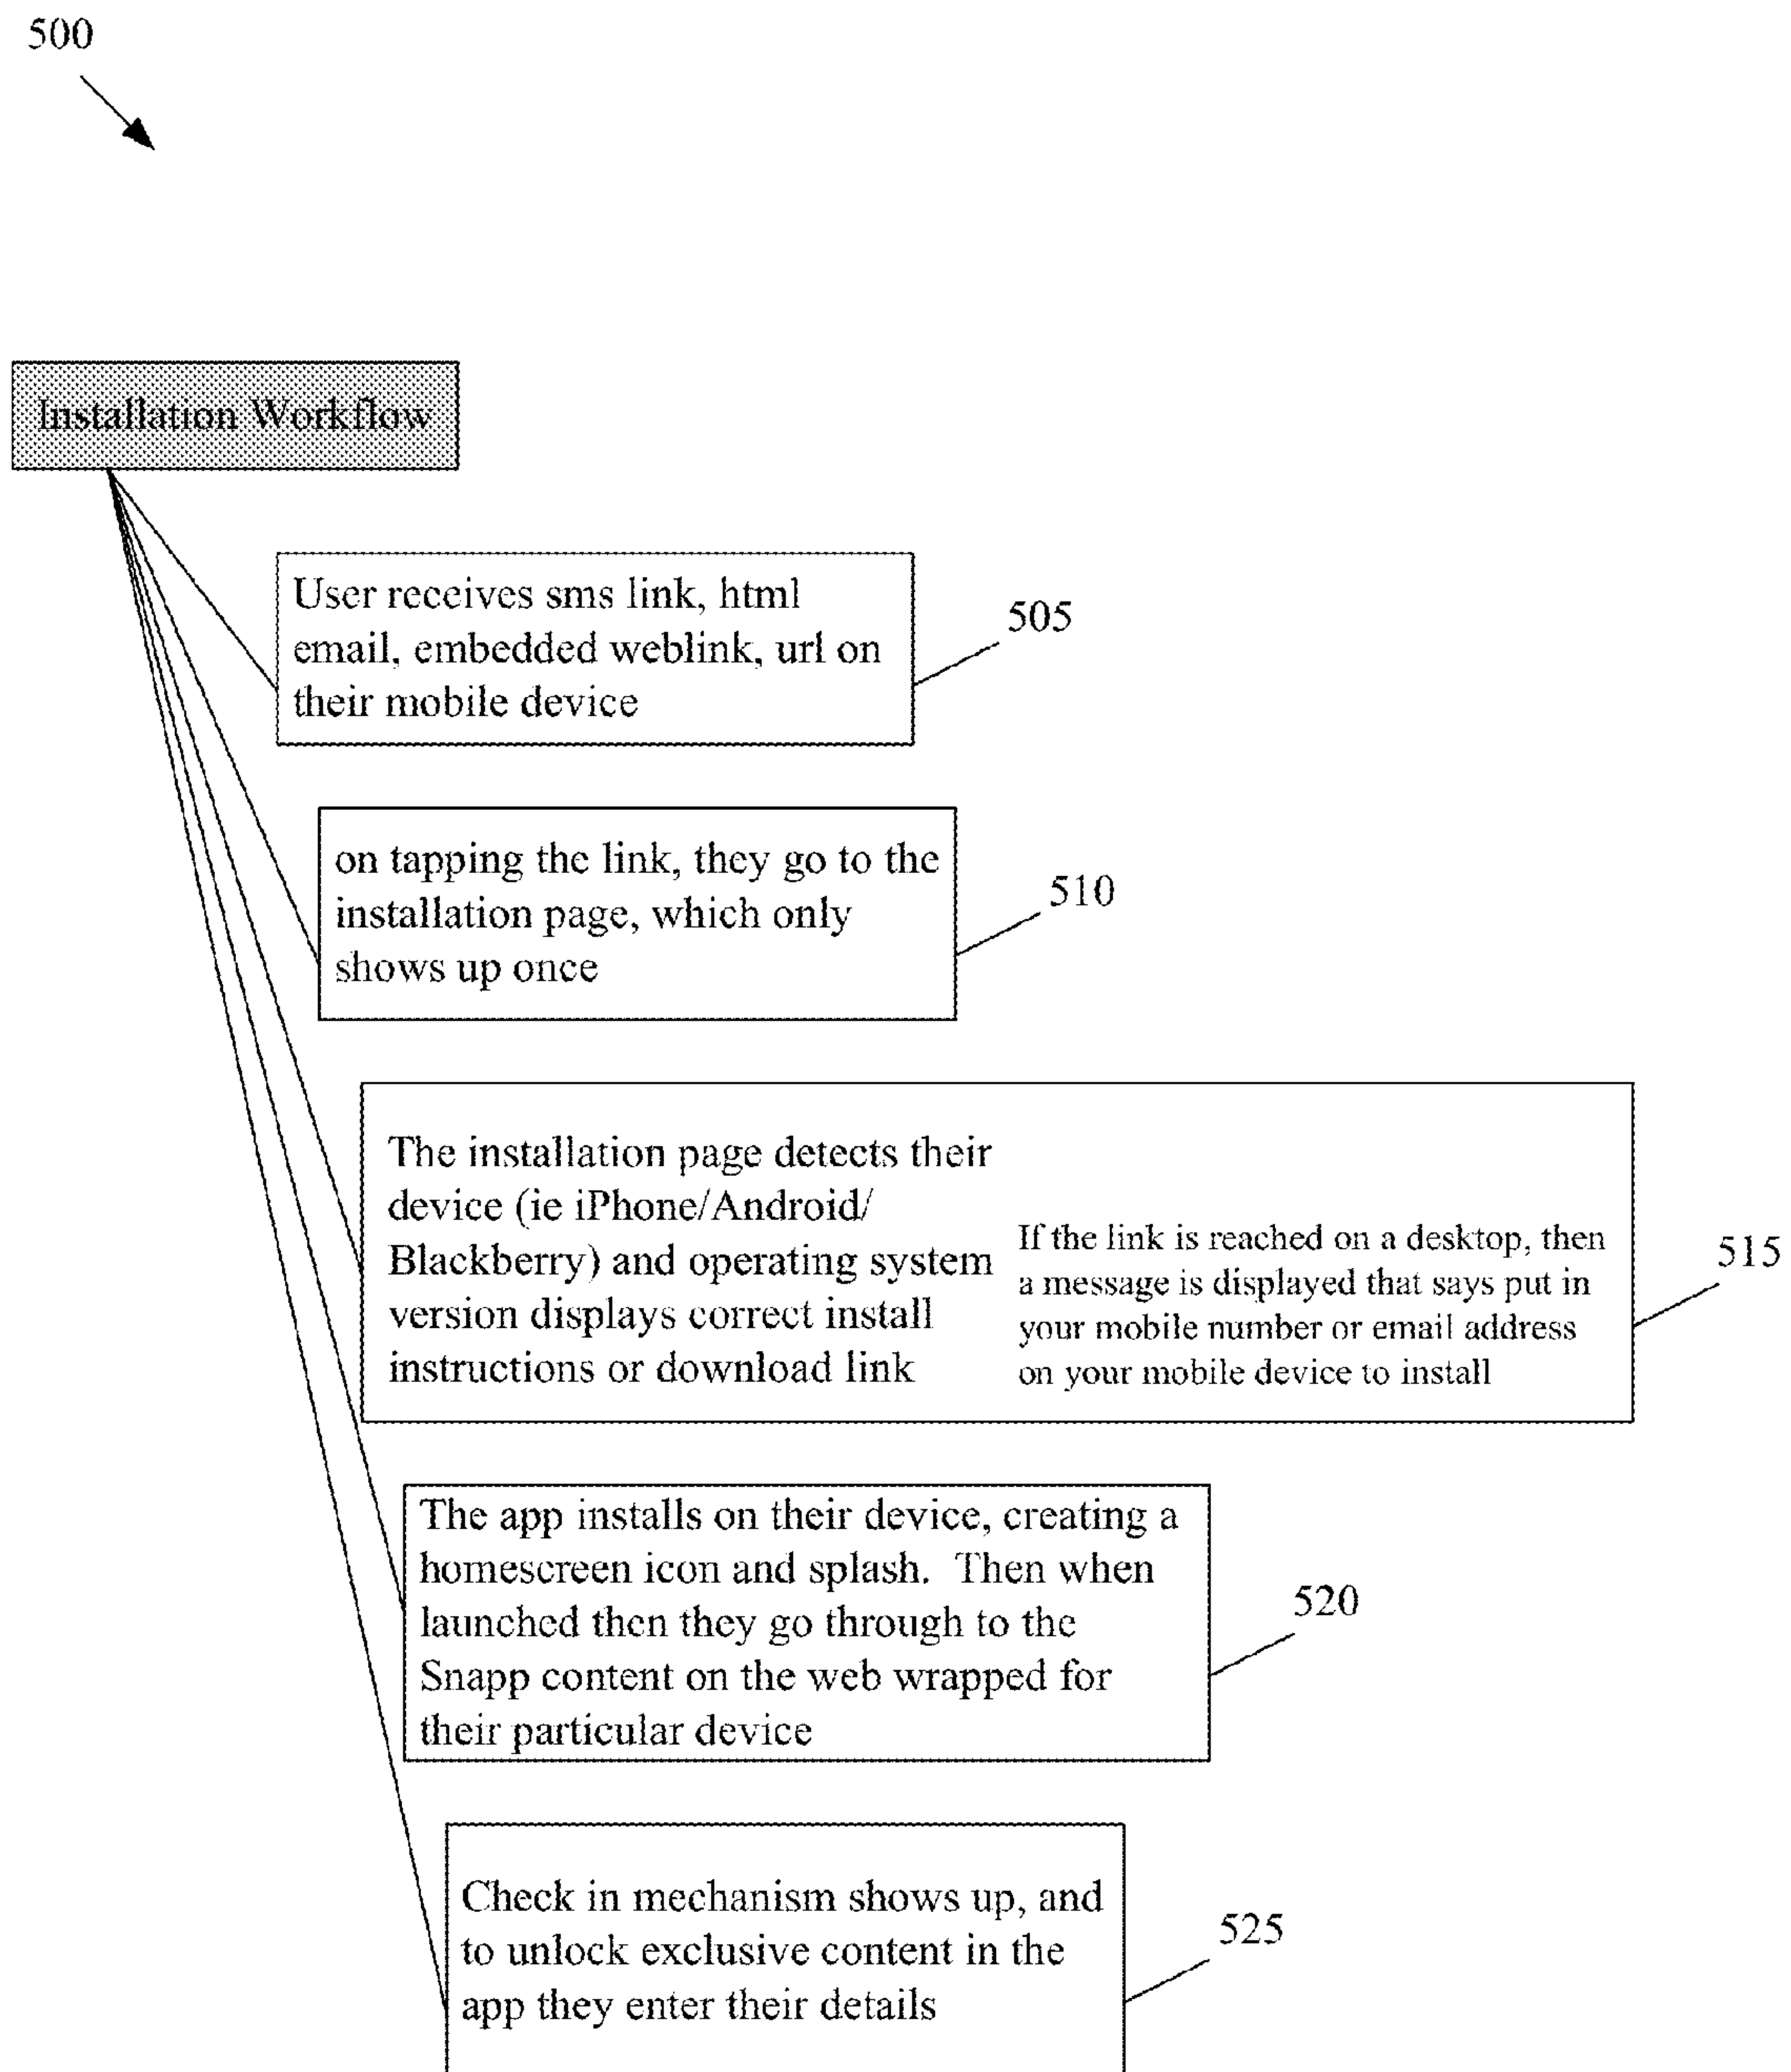 500
Installation Workflow
User receives sms link, html
email, embedded weblink, url on
their mobile device
505
on tapping the link, they go to the
installation page, which only
shows up once
510
The installation page detects their
device (ie iPhone/Android/
Blackberry) and operating system
version displays correct install
instructions or download link
If the link is reached on a desktop, then
a message is displayed that says put in
your mobile number or email address
on your mobile device to install
515
The app installs on their device, creating a
homescreen icon and splash. Then when
launched then they go through to the
Snapp content on the web wrapped for
their particular device
520
Check in mechanism shows up, and
to unlock exclusive content in the
app they enter their details
525